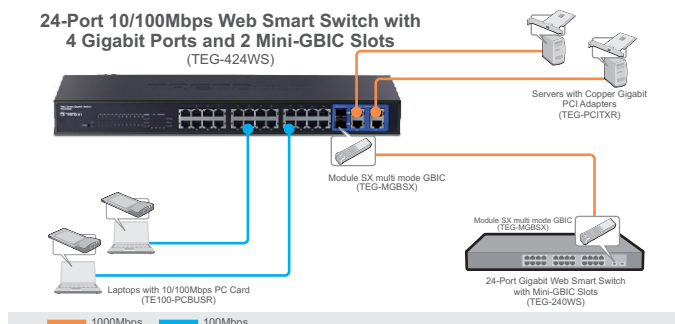 24-Port 10/100Mbps Web Smart Switch with
4 Gigabit Ports and 2 Mini-GBIC Slots
(TEG-424WS)
Servers with Copper Gigabit
PCI Adapters
(TEG-PCITXR)
Module SX multi mode GBIC
(TEG-MGBSX)
Module SX multi mode GBIC
(TEG-MGBSX)
24-Port Gigabit Web Smart Switch
with Mini-GBIC Slots
(TEG-240WS)
Laptops with 10/100Mbps PC Card
(TE100-PCBUSR)
1000Mbps 100Mbps